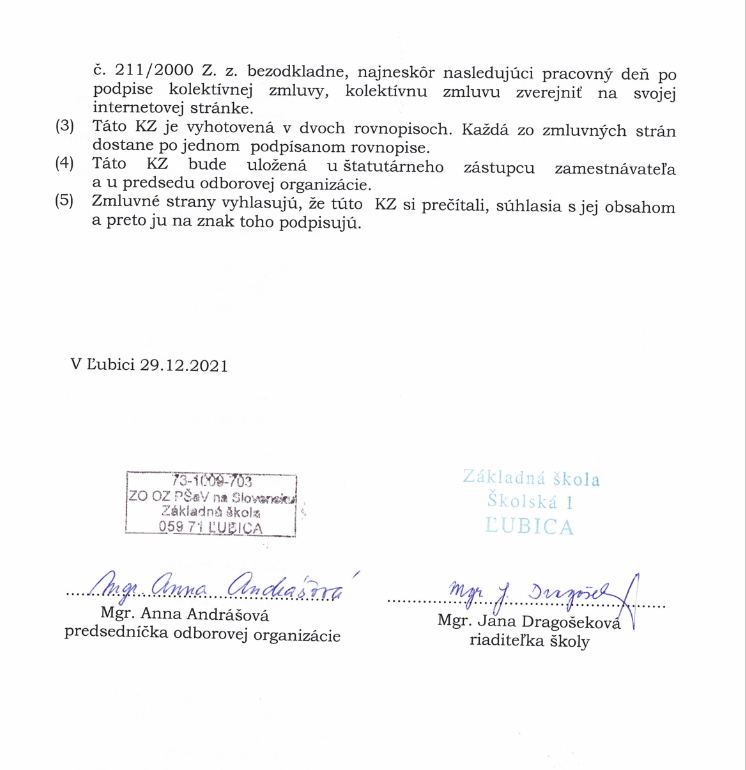 č. 211/2000 Z. z. bezodkladne, najneskôr nasledujúci pracovný deň po
podpise kolektívnej zmluvy, kolektívnu zmluvu zverejniť na svojej
internetovej stránke.
(3) Táto KZ je vyhotovená v dvoch rovnopisoch. Každá zo zmluvných strán
dostane po jednom podpísanom rovnopise.
(4) Táto KZ bude uložená u štatutárneho zástupcu zamestnávateľa
a u predsedu odborovej organizácie.
(5) Zmluvné strany vyhlasujú, že túto KZ si prečítali, súhlasia s jej obsahom
a preto ju na znak toho podpisujú.
V Ľubici 29.12.2021
73-1009-703
ZO OZ PŠaV na Slovensku
Základná škola
059 71 ĽUBICA
Základná škola
Školská 1
ĽUBICA
Mgr. Anna Andrášová
Mgr. Anna Andrášová
predsedníčka odborovej organizácie
Mgr J. Dragošek
Mgr. Jana Dragošeková
riaditeľka školy